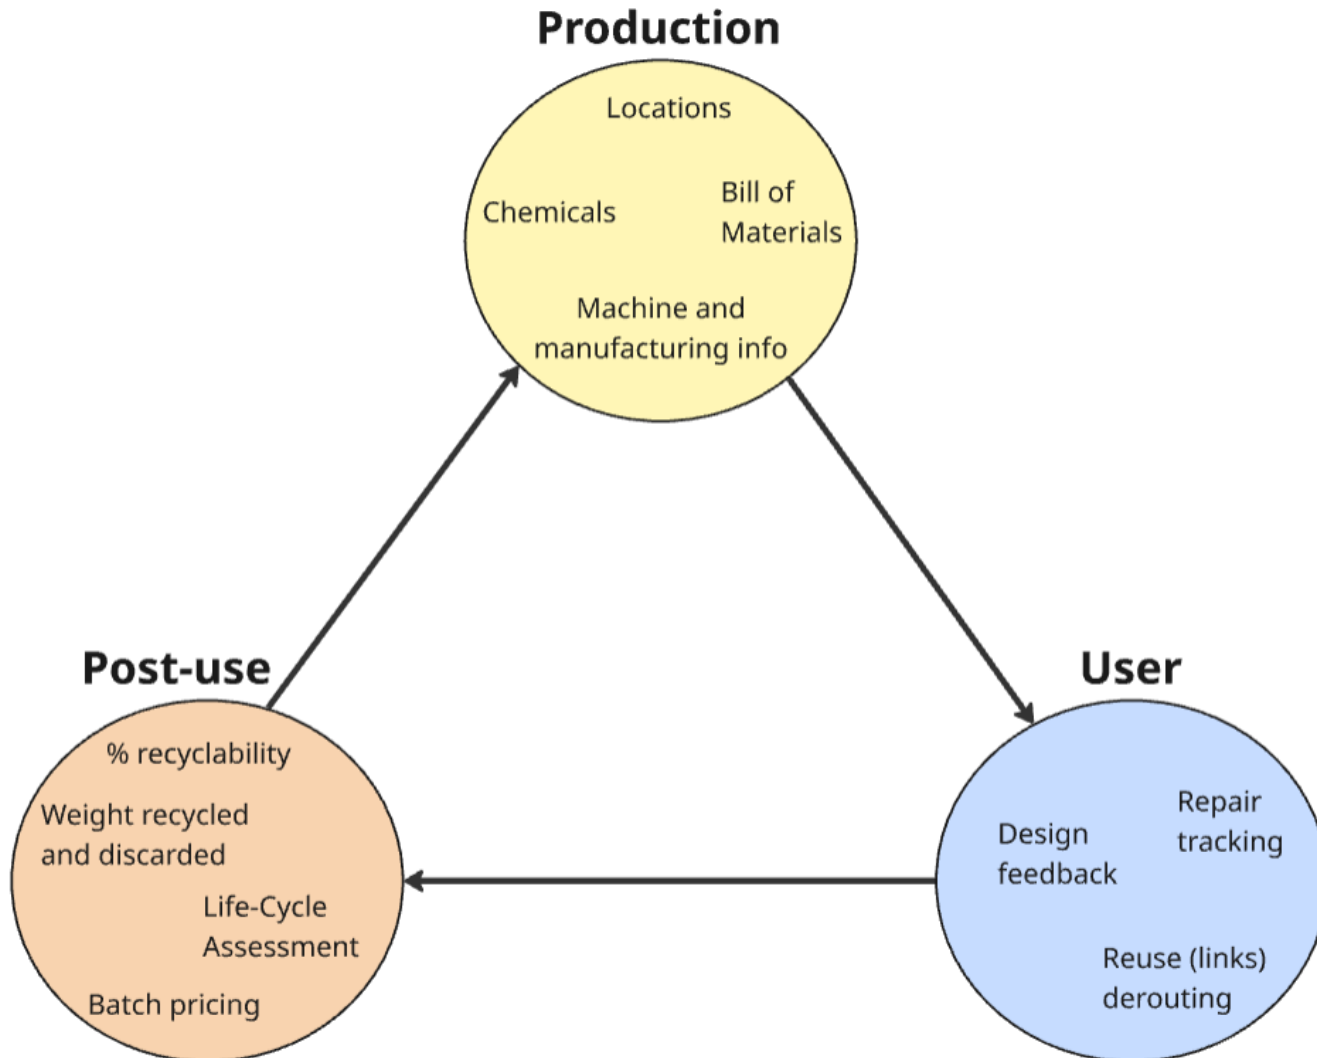 Production
Locations
Chemicals
Bill of
Materials
Machine and
manufacturing info
Post-use
% recyclability
Weight recycled
and discarded
Life-Cycle
Assessment
Batch pricing
User
Repair
tracking
Design
feedback
Reuse (links)
derouting